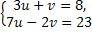 3u + v = 8,
7u − 2v = 23